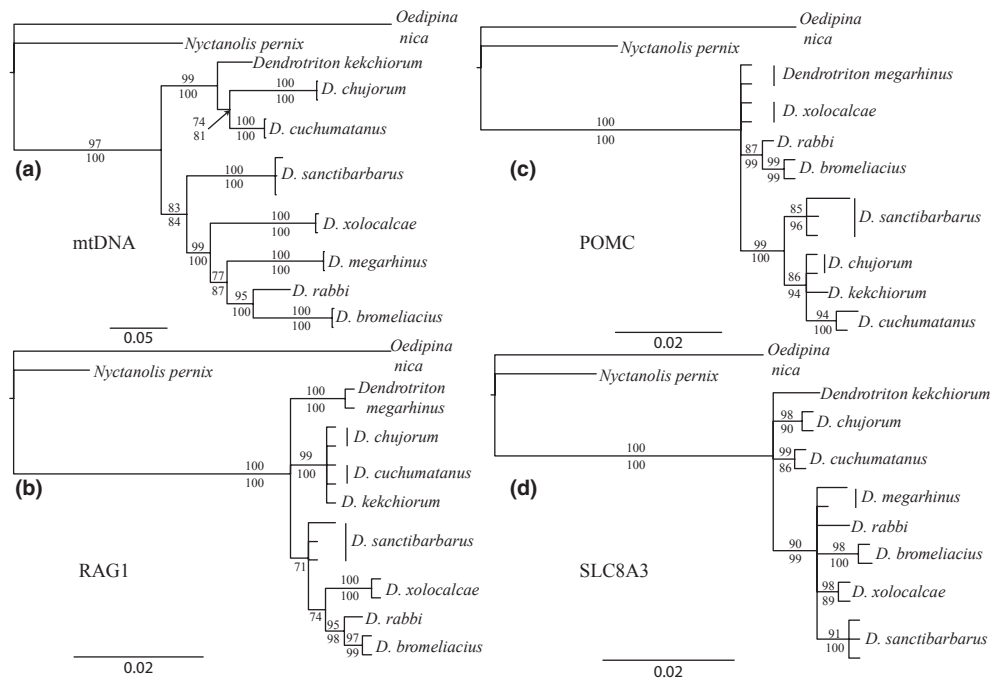 Oedipina
nica
Nyctanolis pernix
Dendrotriton kekchiorum
99
100
D. chujorum
100
100
74
81
D. cuchumatanus
100
100
97
100
(a)
D. sanctibarbarus
100
100
83
84
D. xolocalcae
100
100
99
100
mtDNA
D. megarhinus
100
100
77
87
D. rabbi
95
100
D. bromeliacius
100
100
0.05
Oedipina
nica
Nyctanolis pernix
Dendrotriton megarhinus
D. xolocalcae
100
100
D. rabbi
87
99
D. bromeliacius
99
99
(c)
D. sanctibarbarus
85
96
POMC
99
100
D. chujorum
86
94
D. kekchiorum
D. cuchumatanus
94
100
0.02
Oedipina
nica
Nyctanolis pernix
Dendrotriton
megarhinus
100
100
D. chujorum
99
100
D. cuchumatanus
100
100
(b)
D. kekchiorum
D. sanctibarbarus
71
RAG1
D. xolocalcae
100
100
74
D. rabbi
95
98
D. bromeliacius
97
99
0.02
Oedipina
nica
Nyctanolis pernix
Dendrotriton kekchiorum
D. chujorum
98
90
100
100
D. cuchumatanus
99
86
(d)
D. megarhinus
D. rabbi
90
99
D. bromeliacius
98
100
SLC8A3
D. xolocalcae
98
89
D. sanctibarbarus
91
100
0.02